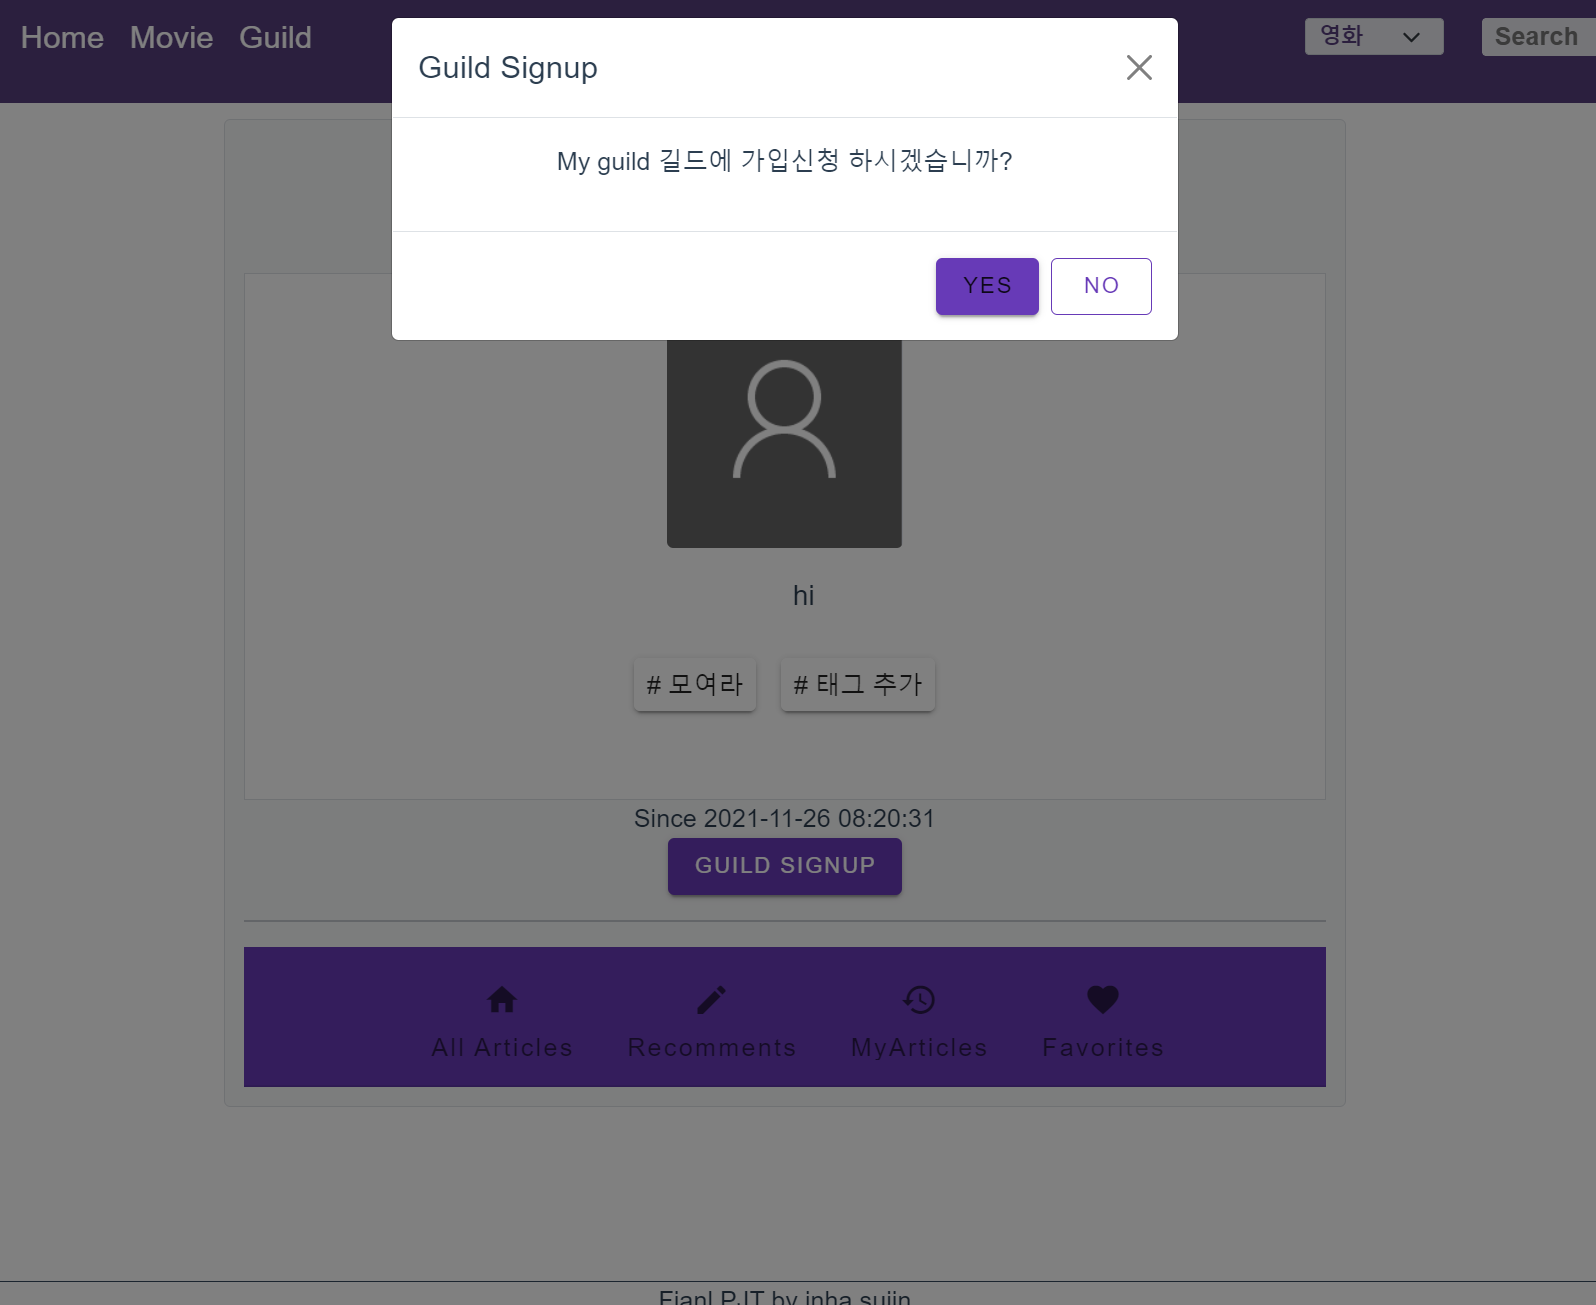 Home Movie Guild
영화
Search
Guild Signup
My guild 길드에 가입신청 하시겠습니까?
YES
NO
hi
# 모여라
# 태그 추가
Since 2021-11-26 08:20:31
GUILD SIGNUP
All Articles
Recomments
MyArticles
Favorites
Fianl PJT by inha sujin